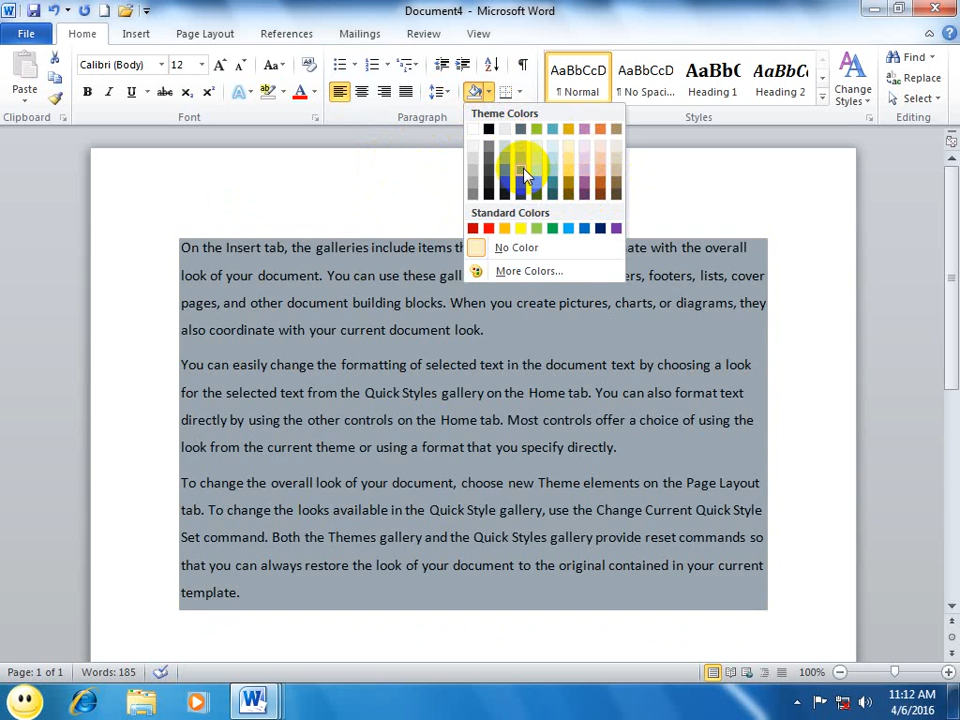 Document4 - Microsoft Word
File Home Insert Page Layout References Mailings Review View
Paste
Calibri (Body) 12
B I U abc X₂ X²
Clipboard Font Paragraph Styles Editing
AaBbCcD AaBbCcD AaBbC AaBbCcD
¶ Normal ¶ No Spaci... Heading 1 Heading 2
Change
Styles
Find
Replace
Select
Theme Colors
Standard Colors
No Color
More Colors...
On the Insert tab, the galleries include items ate with the overall
look of your document. You can use these gall ers, footers, lists, cover
pages, and other document building blocks. When you create pictures, charts, or diagrams, they
also coordinate with your current document look.
You can easily change the formatting of selected text in the document text by choosing a look
for the selected text from the Quick Styles gallery on the Home tab. You can also format text
directly by using the other controls on the Home tab. Most controls offer a choice of using the
look from the current theme or using a format that you specify directly.
To change the overall look of your document, choose new Theme elements on the Page Layout
tab. To change the looks available in the Quick Style gallery, use the Change Current Quick Style
Set command. Both the Themes gallery and the Quick Styles gallery provide reset commands so
that you can always restore the look of your document to the original contained in your current
template.
Page: 1 of 1 Words: 185 100%
11:12 AM
4/6/2016